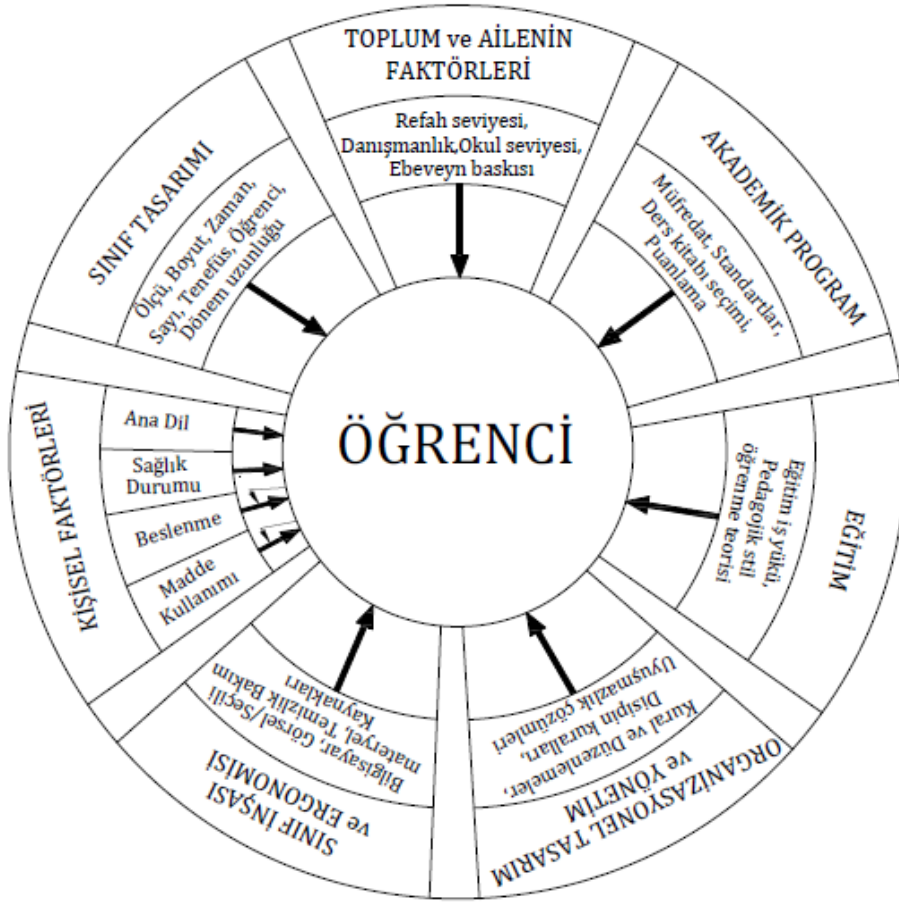 TOPLUM ve AİLENİN
FAKTÖRLERİ
Refah seviyesi,
Danışmanlık,Okul seviyesi,
Ebeveyn baskısı
AKADEMİK PROGRAM
Müfredat, Standartlar,
Ders kitabı seçimi,
Puanlama
EĞİTİM
Eğitim iş yükü,
Pedagojik stil
öğrenme teorisi
ORGANİZASYONEL TASARIM
ve YÖNETİM
Kural ve Düzenlemeler,
Disipin kuralları,
Uyuşmazlık çözümleri
SINIF İNŞASI
ve ERGONOMİSİ
Bilgisayar, Görsel/Seçili
materyel, Temizlik Bakım
Kaynakları
KİŞİSEL FAKTÖRLERİ
Ana Dil
Sağlık
Durumu
Beslenme
Madde
Kullanımı
SINIF TASARIMI
Ölçü, Boyut, Zaman,
Sayı, Tenefüs, Öğrenci,
Dönem uzunluğu
ÖĞRENCİ